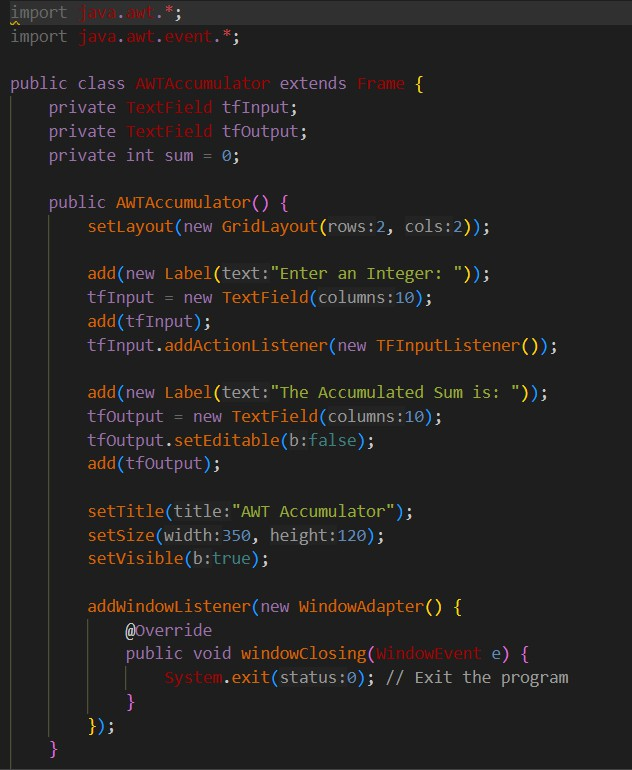 import java.awt.*;
import java.awt.event.*;
public class AWTAccumulator extends Frame {
private TextField tfInput;
private TextField tfOutput;
private int sum = 0;
public AWTAccumulator() {
setLayout(new GridLayout(rows:2, cols:2));
add(new Label(text:"Enter an Integer: "));
tfInput = new TextField(columns:10);
add(tfInput);
tfInput.addActionListener(new TFInputListener());
add(new Label(text:"The Accumulated Sum is: "));
tfOutput = new TextField(columns:10);
tfOutput.setEditable(b:false);
add(tfOutput);
setTitle(title:"AWT Accumulator");
setSize(width:350, height:120);
setVisible(b:true);
addWindowListener(new WindowAdapter() {
@Override
public void windowClosing(WindowEvent e) {
System.exit(status:0); // Exit the program
}
});
}